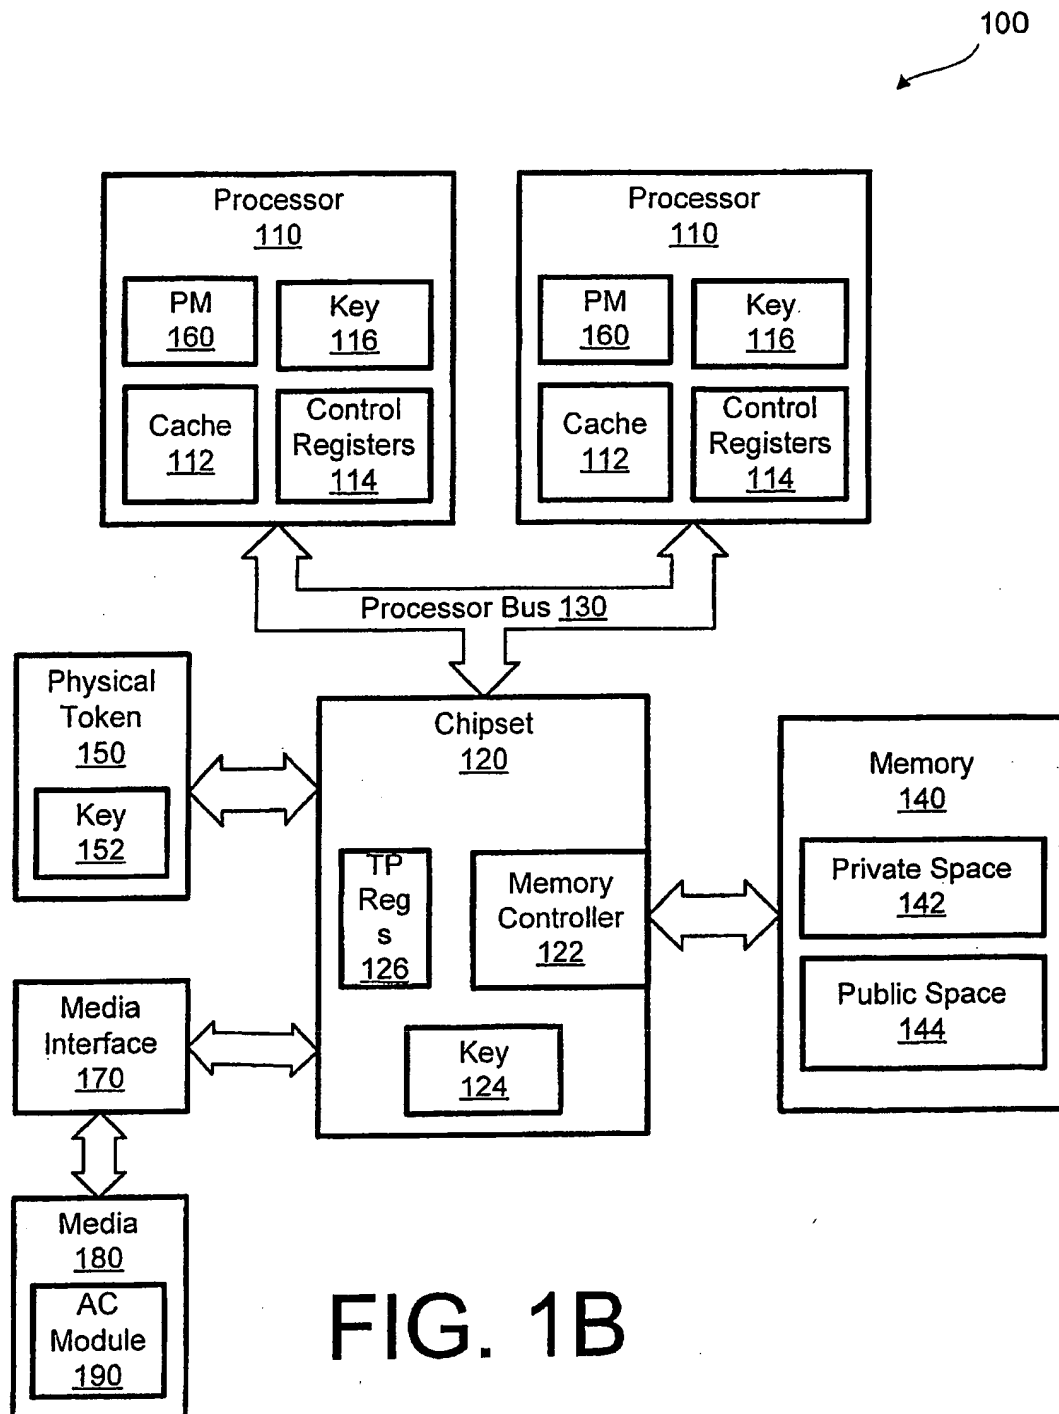 100
Processor
110
PM
160
Key
116
Cache
112
Control
Registers
114
Processor
110
PM
160
Key
116
Cache
112
Control
Registers
114
Processor Bus 130
Physical
Token
150
Key
152
Chipset
120
TP
Reg
s
126
Memory
Controller
122
Key
124
Memory
140
Private Space
142
Public Space
144
Media
Interface
170
Media
180
AC
Module
190
FIG. 1B